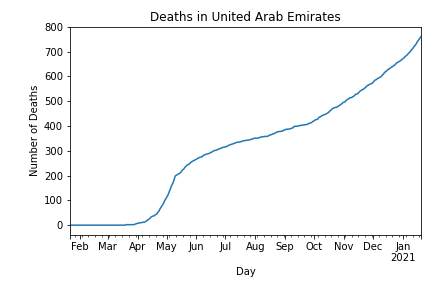 Deaths in United Arab Emirates
Number of Deaths
800
700
600
500
400
300
200
100
0
Feb Mar Apr May Jun Jul Aug Sep Oct Nov Dec Jan
2021
Day